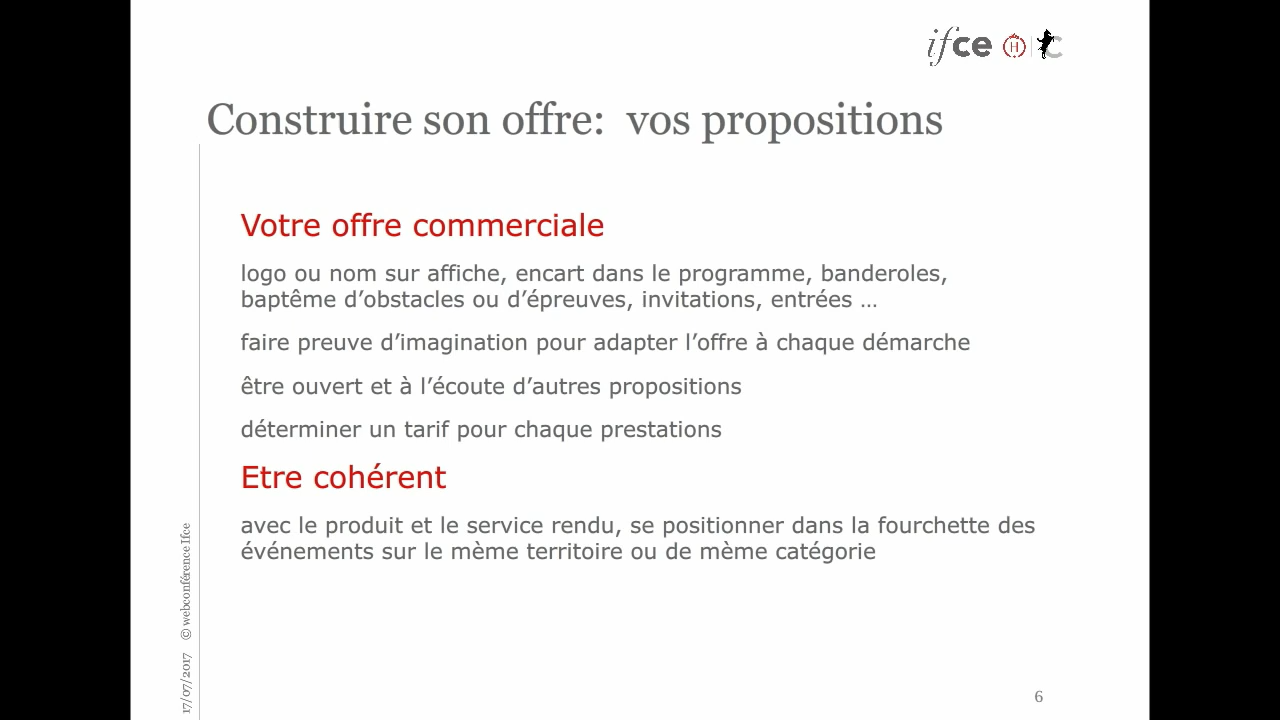 ifce
H
Construire son offre:  vos propositions
Votre offre commerciale
logo ou nom sur affiche, encart dans le programme, banderoles,
baptême d’obstacles ou d’épreuves, invitations, entrées …
faire preuve d’imagination pour adapter l’offre à chaque démarche
être ouvert et à l’écoute d’autres propositions
déterminer un tarif pour chaque prestations
Etre cohérent
avec le produit et le service rendu, se positionner dans la fourchette des
événements sur le mème territoire ou de mème catégorie
17/07/2017 © webconférence Ifce
6